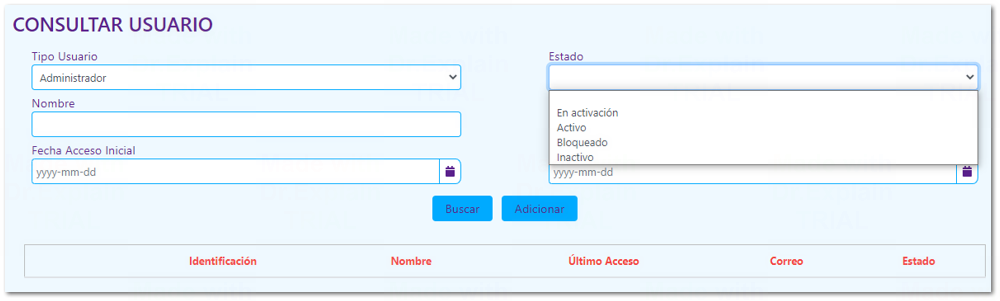 CONSULTAR USUARIO
Tipo Usuario
Estado
Administrador
En activación
Activo
Bloqueado
Inactivo
Nombre
Fecha Acceso Inicial
yyyy-mm-dd
yyyy-mm-dd
Buscar Adicionar
Identificación Nombre Último Acceso Correo Estado